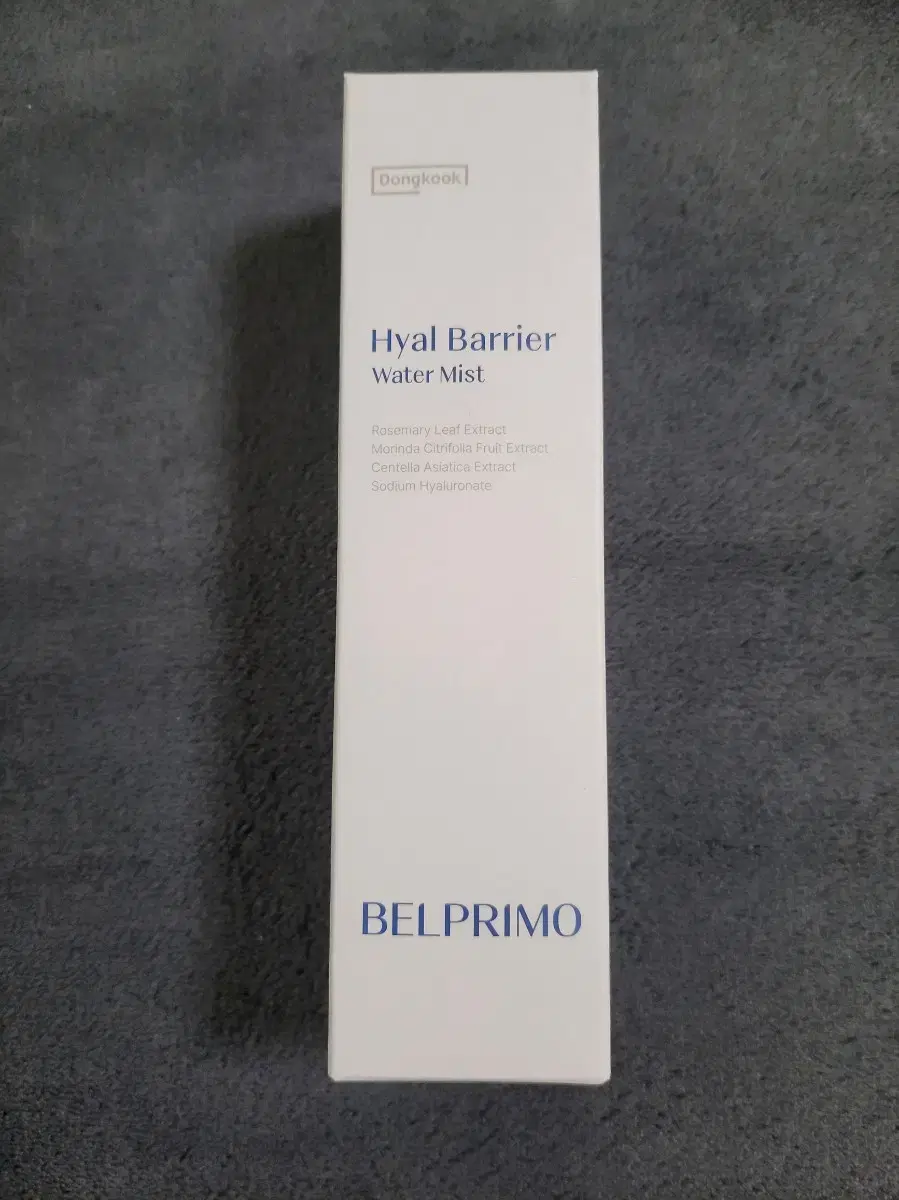 Dongkook
Hyal Barrier
Water Mist
Rosemary Leaf Extract
Morinda Citrifolia Fruit Extract
Centella Asiatica Extract
Sodium Hyaluronate
BELPRIMO